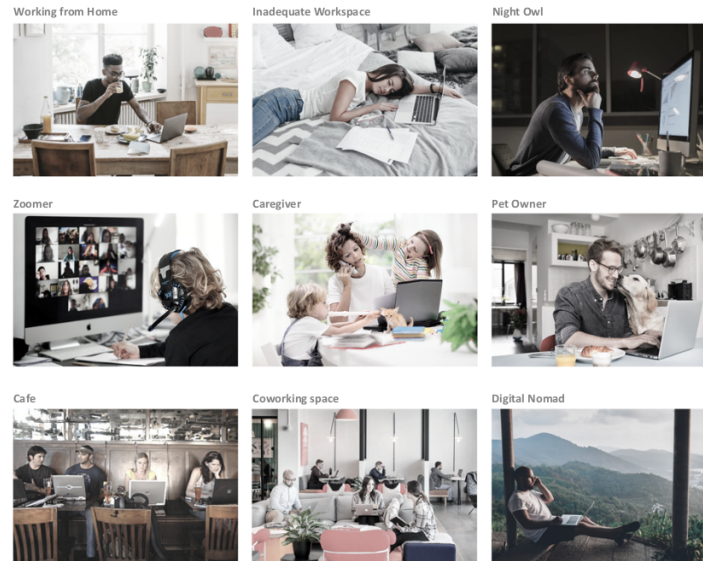 Working from Home
Inadequate Workspace
Night Owl
Zoomer
Caregiver
Pet Owner
Cafe
Coworking space
Digital Nomad